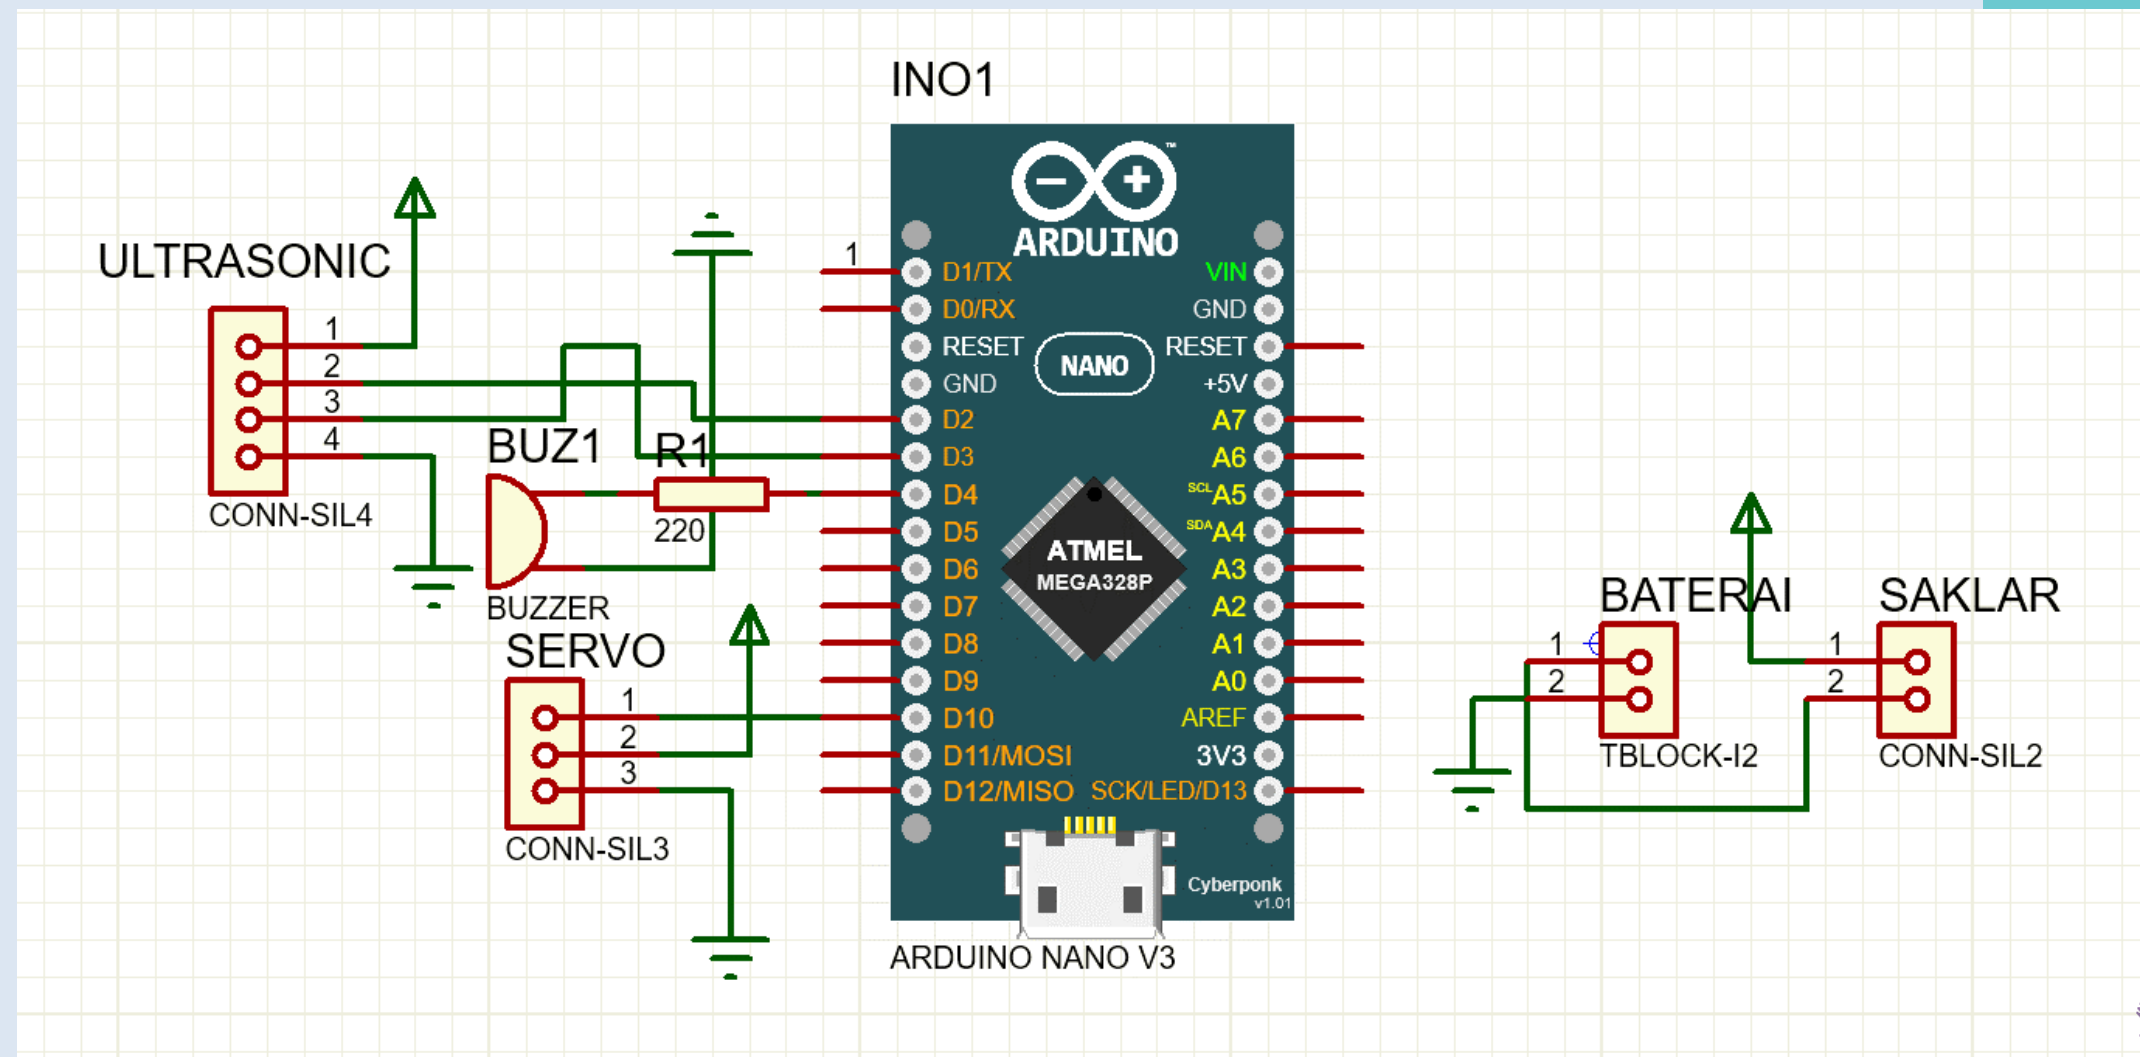 INO1
ULTRASONIC
1
2
3
4
CONN-SIL4
BUZ1
BUZZER
R1
220
SERVO
1
2
3
CONN-SIL3
1
™
ARDUINO
NANO
D1/TX
D0/RX
RESET
GND
D2
D3
D4
D5
D6
D7
D8
D9
D10
D11/MOSI
D12/MISO
VIN
GND
RESET
+5V
A7
A6
SCL A5
SDA A4
A3
A2
A1
A0
AREF
3V3
SCK/LED/D13
ATMEL
MEGA328P
Cyberponk
v1.01
ARDUINO NANO V3
BATERAI
1
2
TBLOCK-I2
SAKLAR
1
2
CONN-SIL2